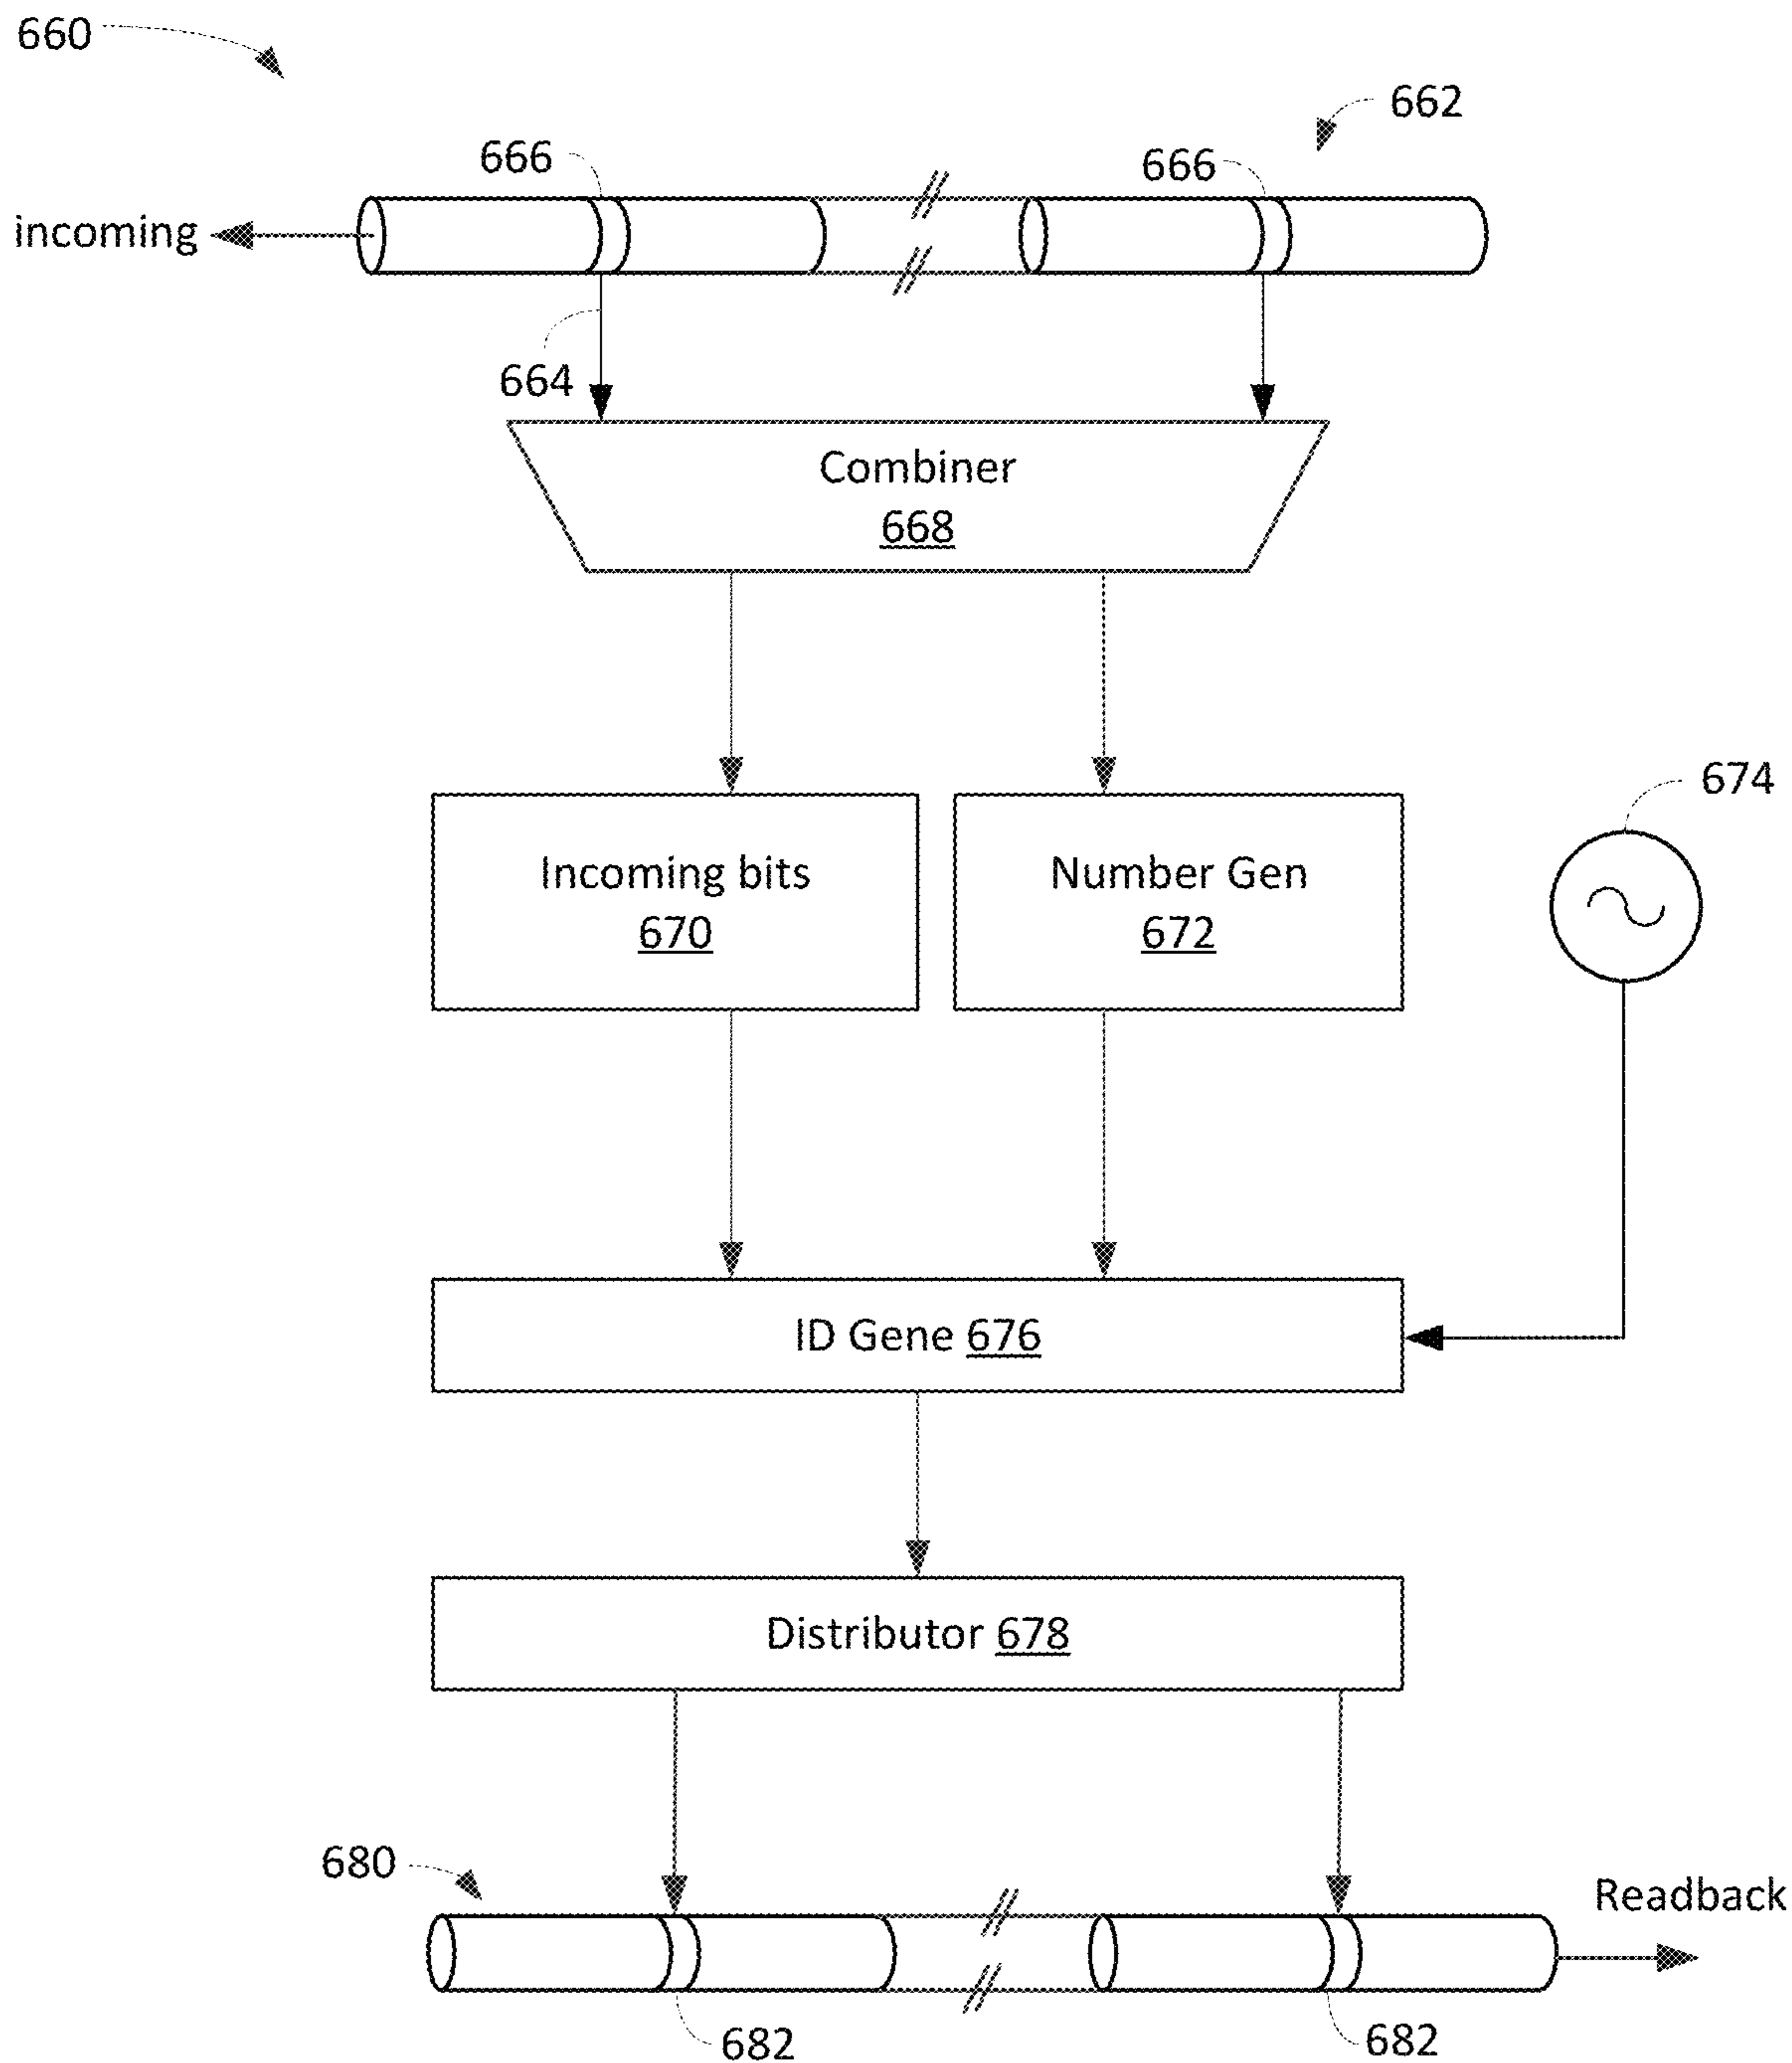 660
662
666
666
incoming
664
Combiner
668
674
Incoming bits
670
Number Gen
672
ID Gene 676
Distributor 678
680
Readback
682
682